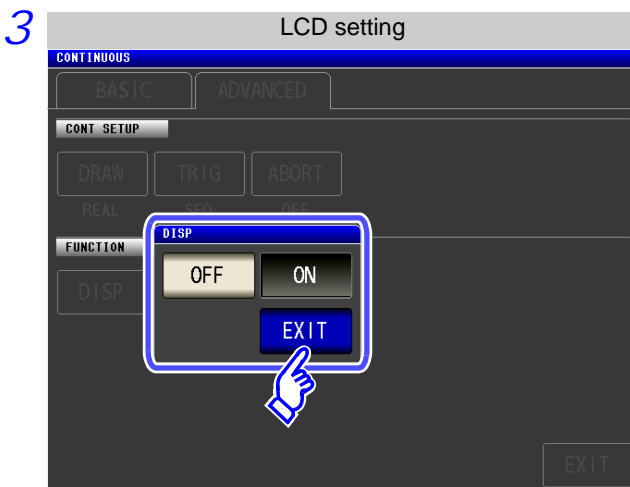 3
LCD setting
CONTINUOUS
BASIC ADVANCED
CONT SETUP
DRAW TRIG ABORT
REAL SEQ OFF
DISP
FUNCTION
OFF ON
DISP
EXIT
EXIT